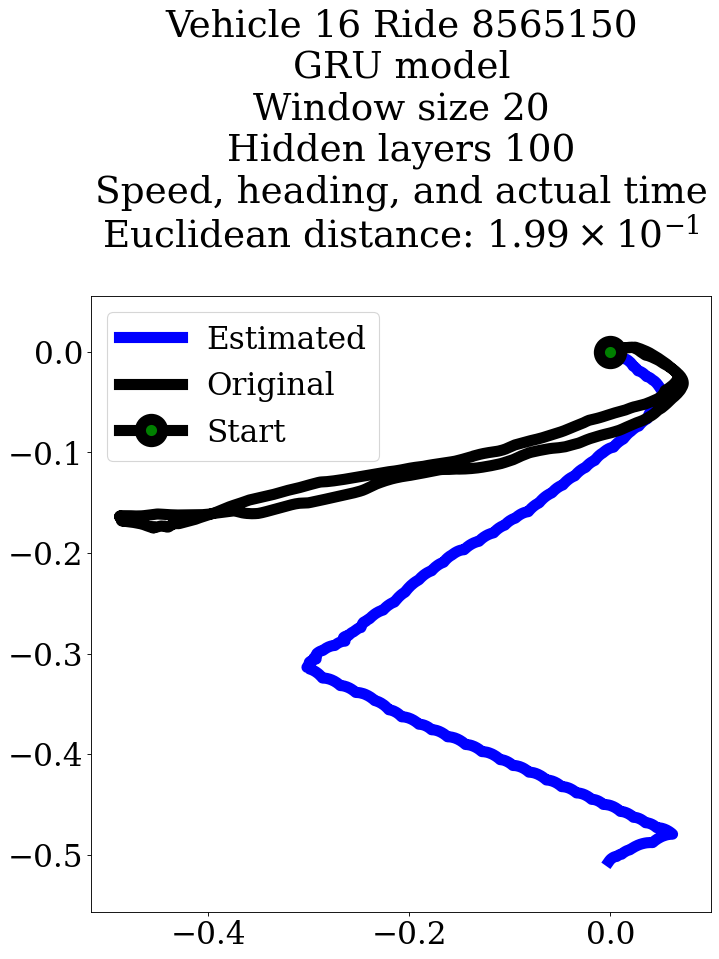 Vehicle 16 Ride 8565150
GRU model
Window size 20
Hidden layers 100
Speed, heading, and actual time
Euclidean distance: 1.99 × 10⁻¹
Estimated
Original
Start
0.0
−0.1
−0.2
−0.3
−0.4
−0.5
−0.4
−0.2
0.0